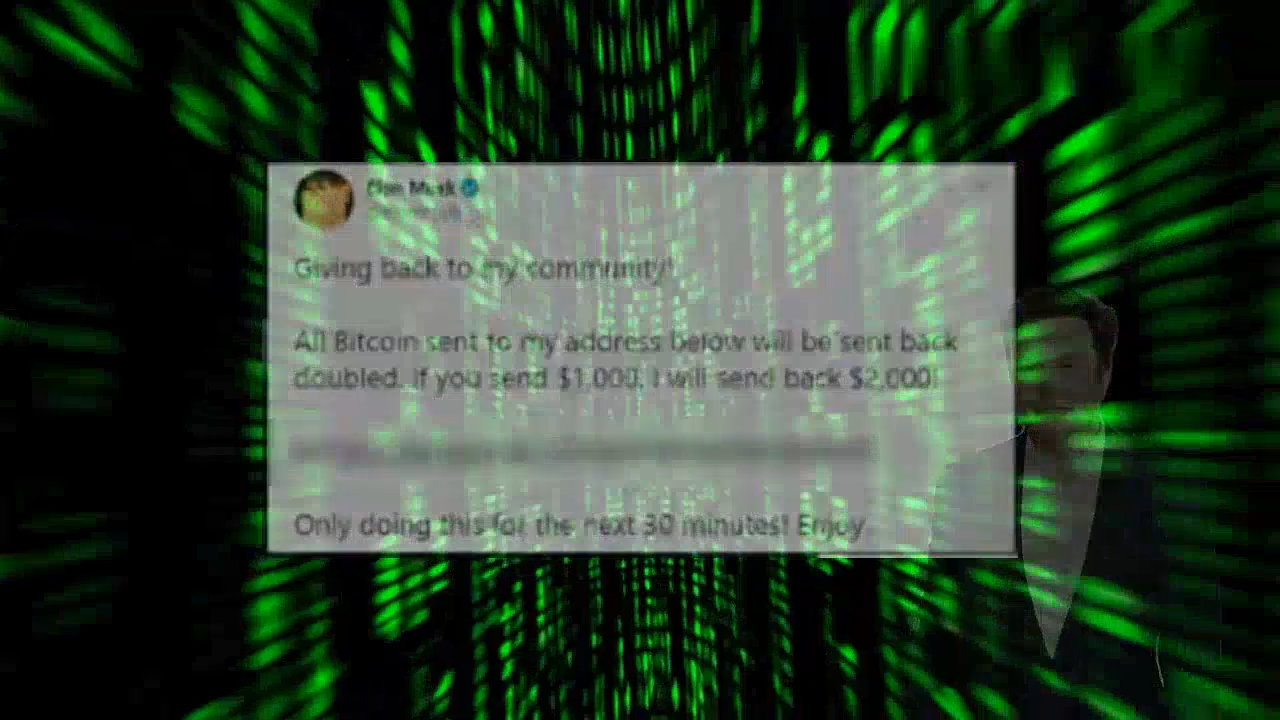 Elon Musk
Giving back to my community!
All Bitcoin sent to my address below will be sent back
doubled. If you send $1,000, I will send back $2,000!
Only doing this for the next 30 minutes! Enjoy.